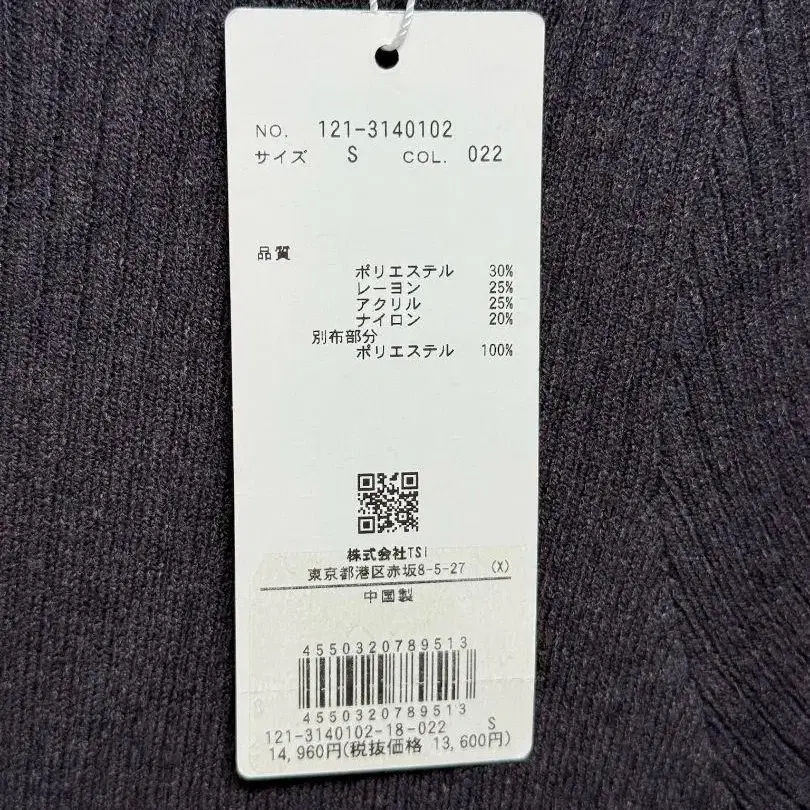 NO. 121-3140102
サイズ S COL. 022
品質
ポリエステル 30%
レーヨン 25%
アクリル 25%
ナイロン 20%
別布部分
ポリエステル 100%
株式会社TSI
東京都港区赤坂8-5-27 (X)
中国製
4550320789513
4550320789513
121-3140102-18-022 S
14,960円(税抜価格 13,600円)